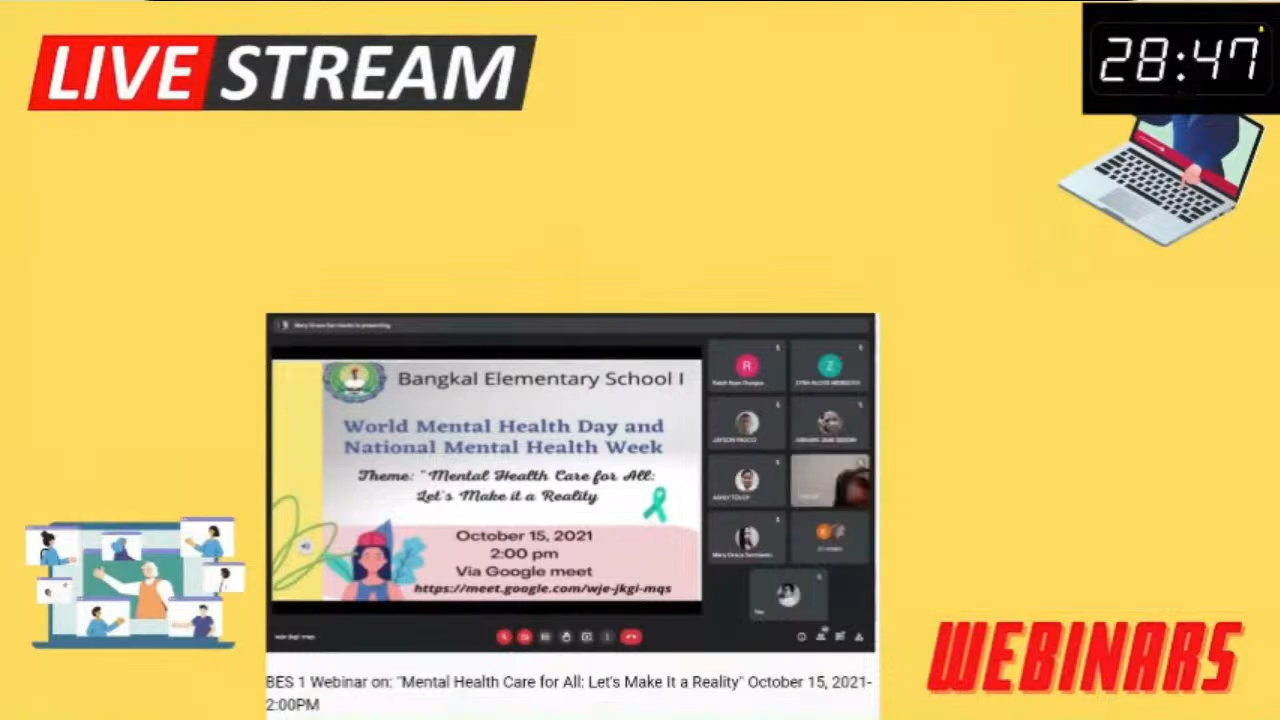 LIVE STREAM
28:47
Bangkal Elementary School I
World Mental Health Day and
National Mental Health Week
Theme: "Mental Health Care for All:
Let's Make it a Reality
October 15, 2021
2:00 pm
Via Google meet
https://meet.google.com/wje-jkgi-mqs
R
Z
BES 1 Webinar on: "Mental Health Care for All: Let's Make It a Reality" October 15, 2021-
2:00PM
WEBINARS